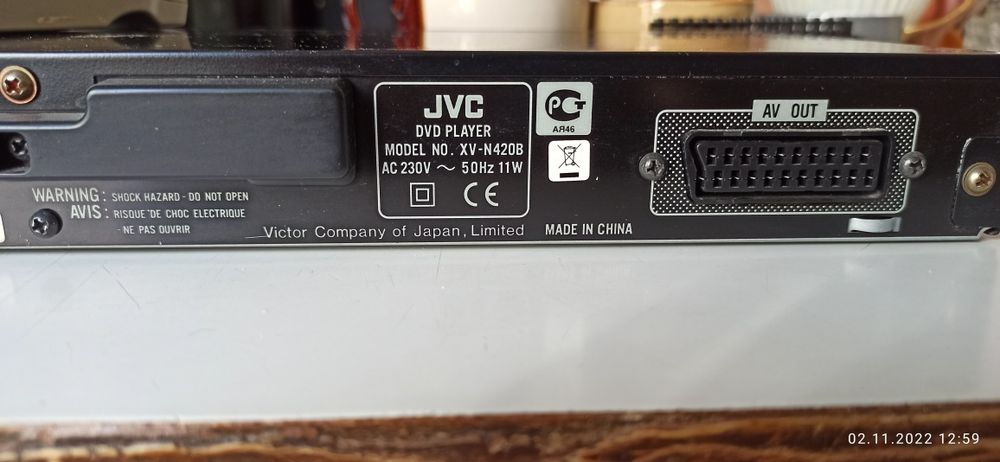 JVC
DVD PLAYER
MODEL NO. XV-N420B
AC 230V ~ 50Hz 11W
CE
РСТ
АЯ46
AV OUT
WARNING : SHOCK HAZARD - DO NOT OPEN
AVIS : RISQUE DE CHOC ELECTRIQUE
- NE PAS OUVRIR
Victor Company of Japan, Limited
MADE IN CHINA
02.11.2022 12:59